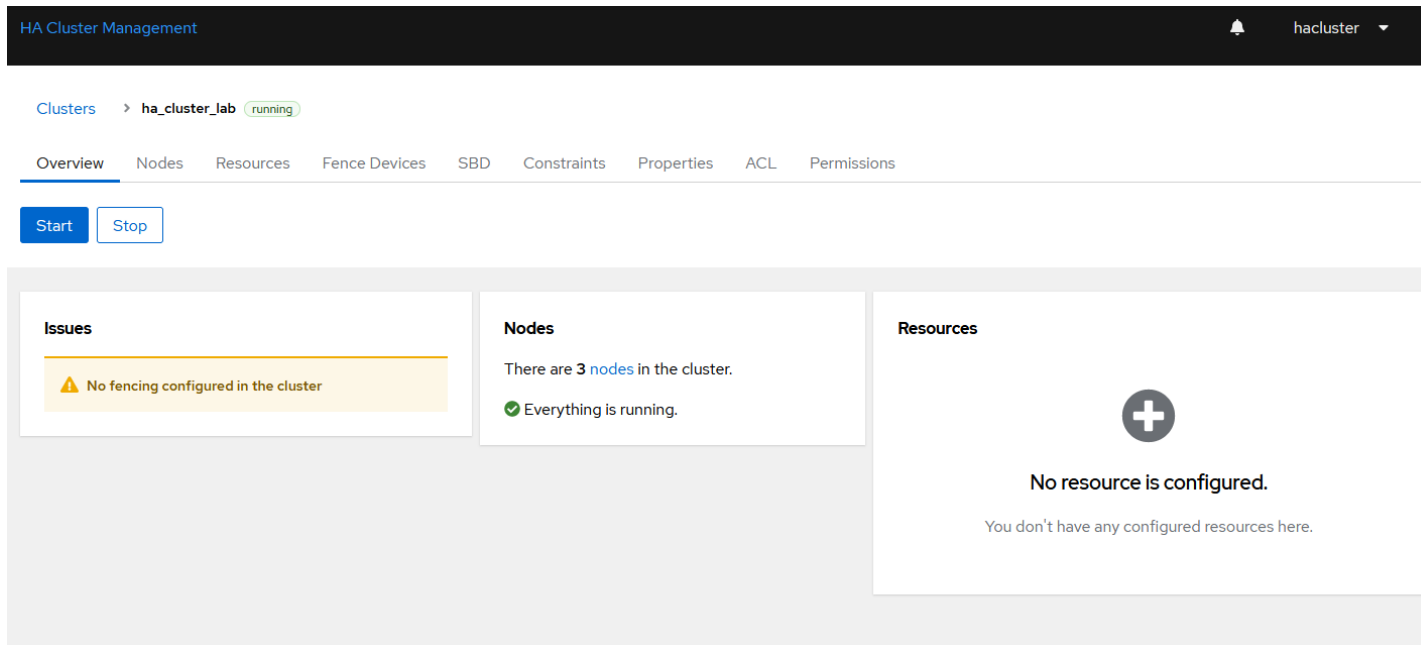 HA Cluster Management
hacluster
Clusters > ha_cluster_lab running
Overview Nodes Resources Fence Devices SBD Constraints Properties ACL Permissions
Start Stop
Issues
No fencing configured in the cluster
Nodes
There are 3 nodes in the cluster.
Everything is running.
Resources
No resource is configured.
You don't have any configured resources here.